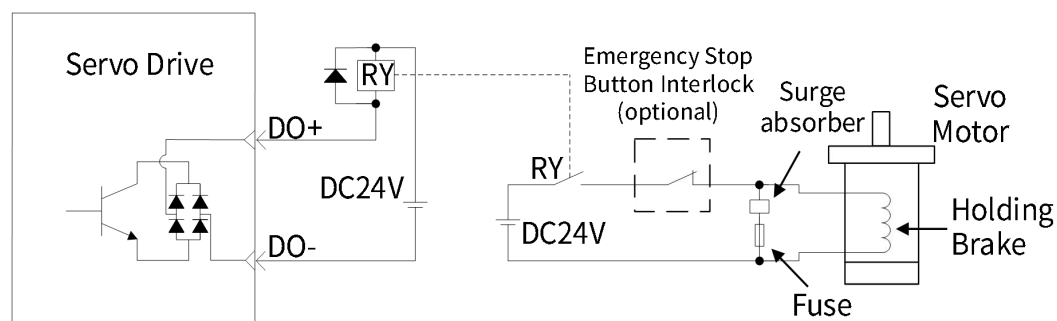 Servo Drive
RY
DO+
DC24V
DO-
Emergency Stop
Button Interlock
(optional)
RY
DC24V
Surge
absorber
Fuse
Servo
Motor
Holding
Brake